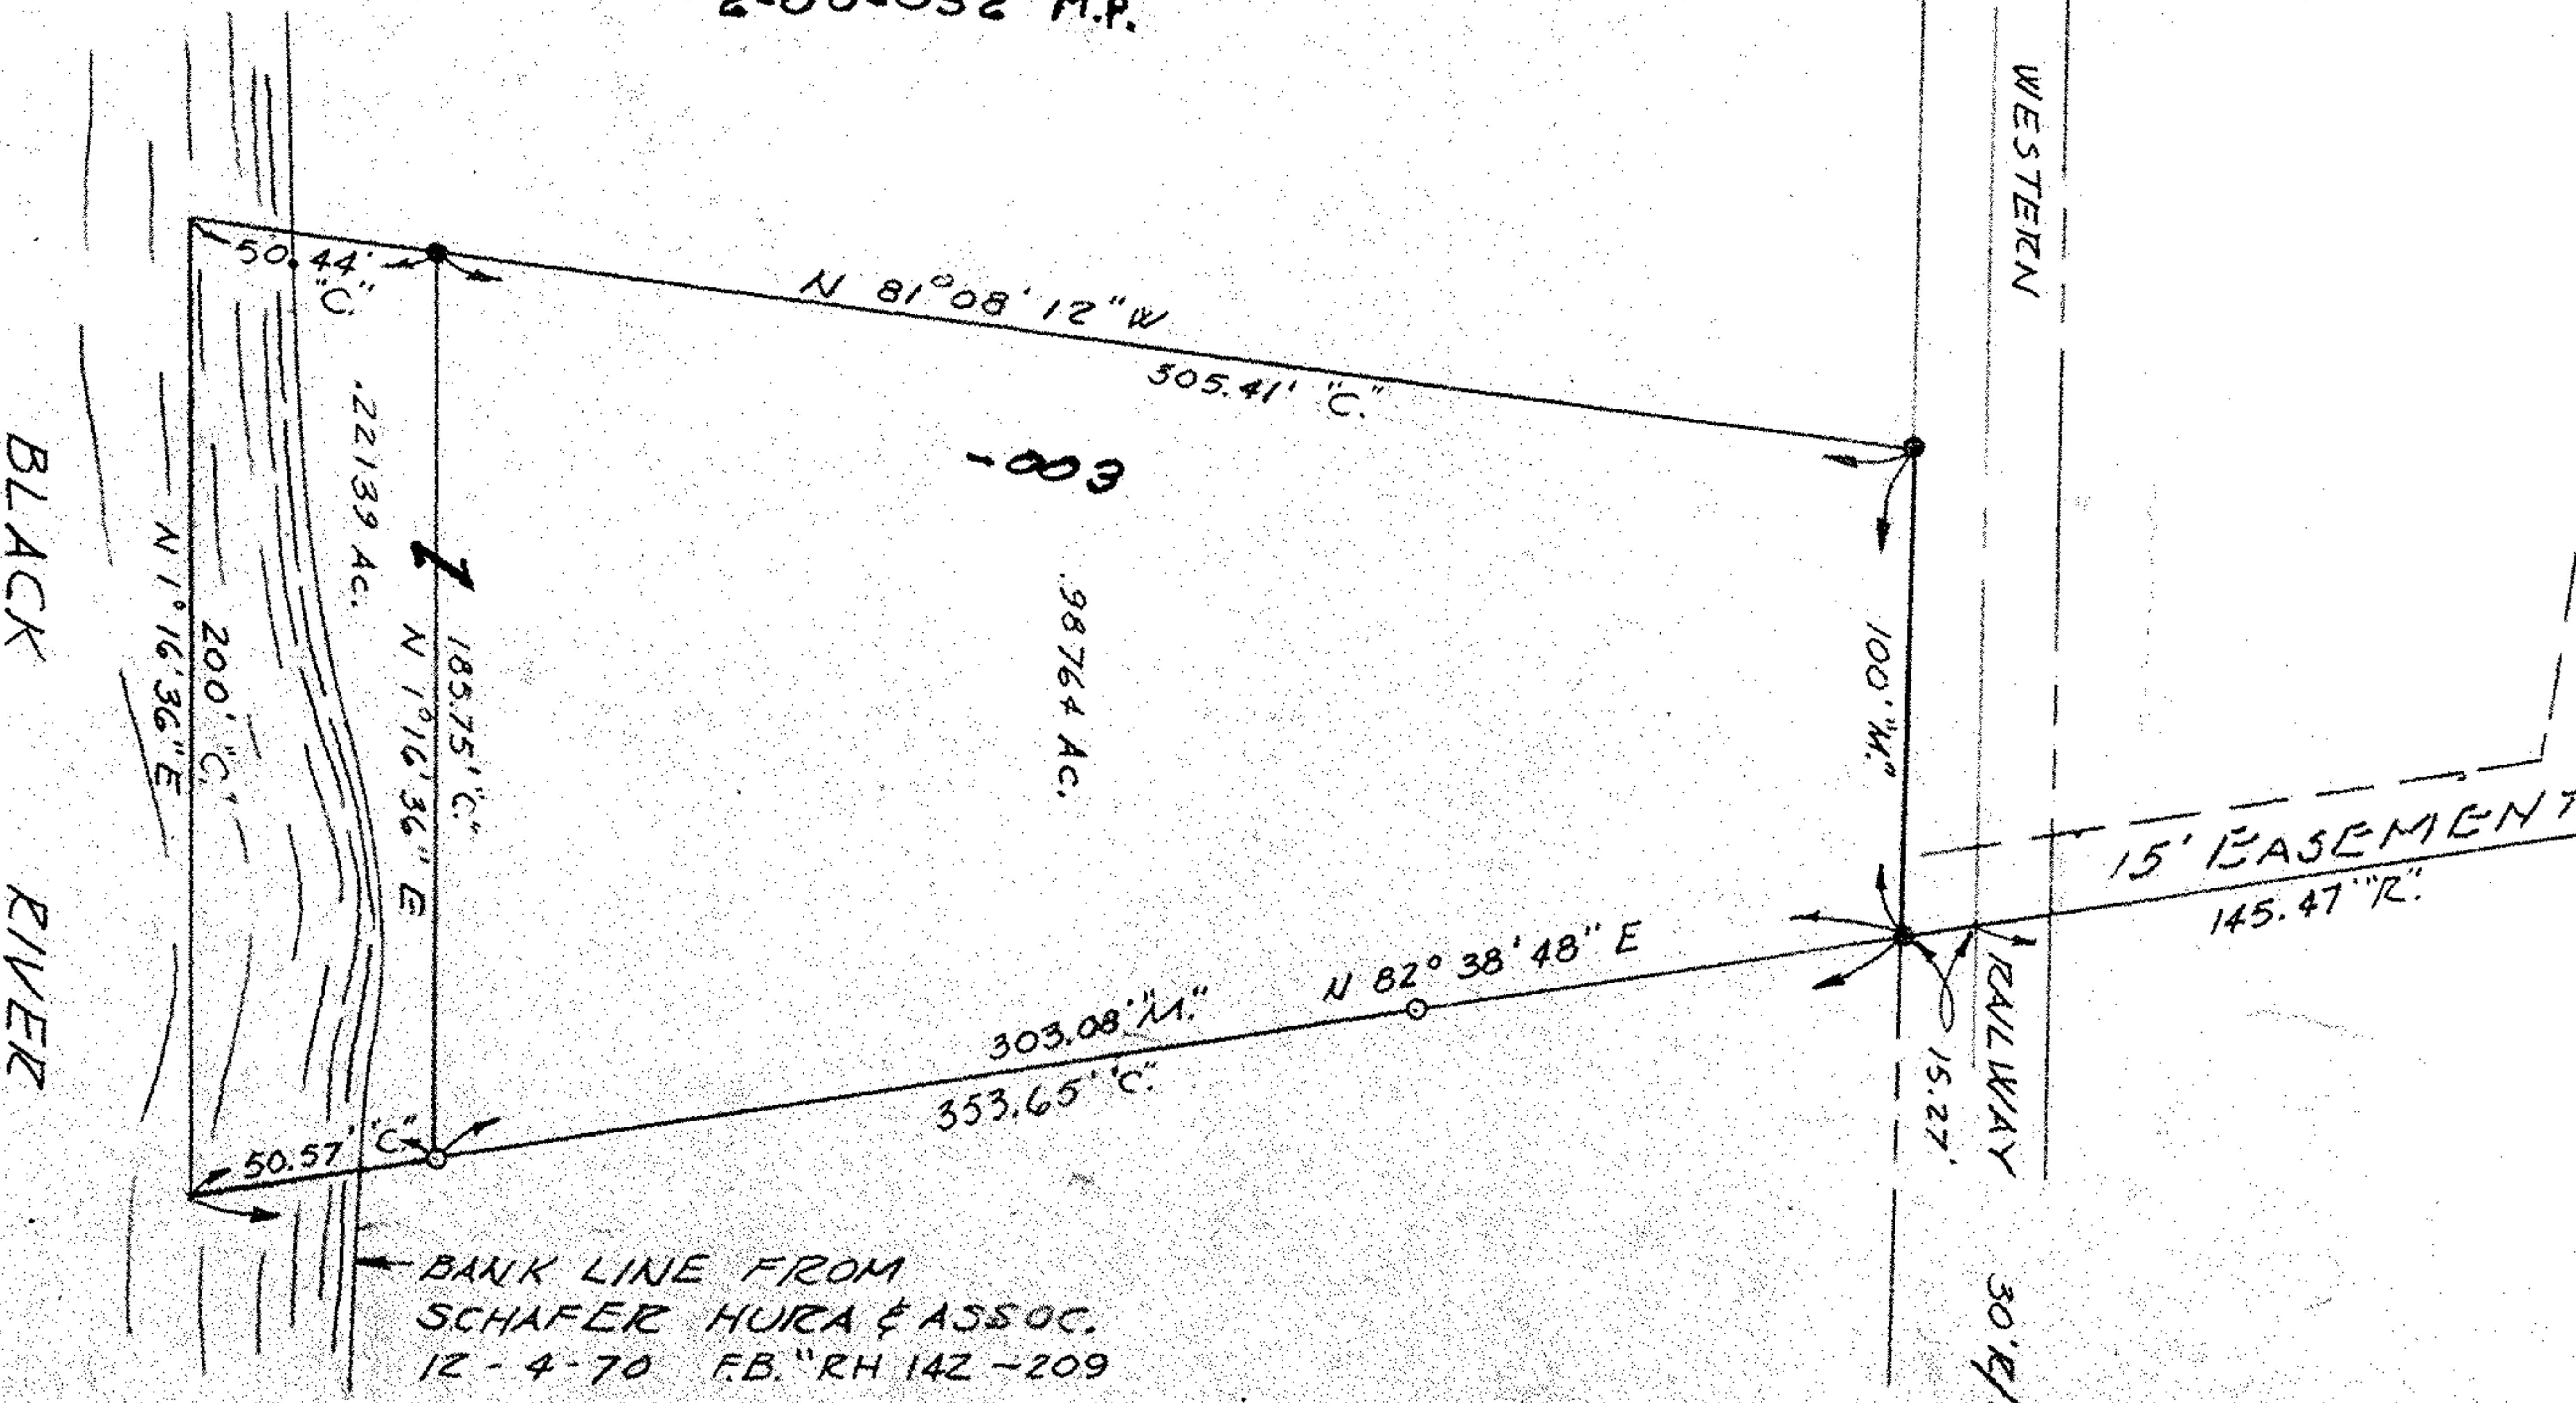 M.P.
WESTERN
50.44'
"C."
N 81°08'12" W
305.41' "C."
-003
.22139 Ac.
1
BLACK RIVER
N 1°16'36" E
200' "C."
185.75' "C."
N 1°16'36" E
.98764 Ac.
100' "M."
15' EASEMENT
145.47' "R."
N 82°38'48" E
303.08' "M."
353.65' "C."
50.57' "C."
15.27'
RAILWAY
30'
BANK LINE FROM
SCHAFER HURA & ASSOC.
12-4-70 F.B. "RH 142-209